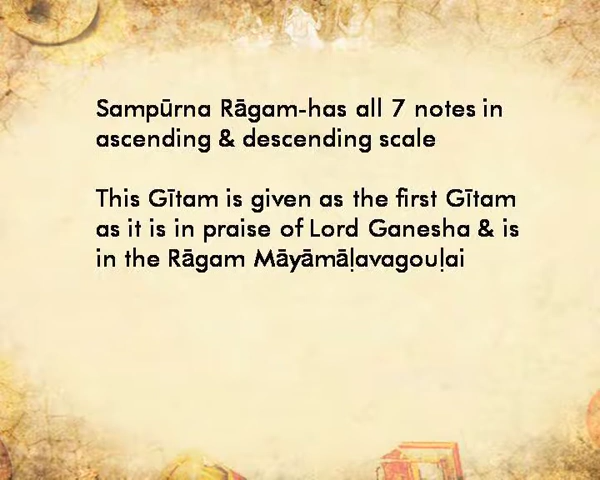 Sampūrna Rāgam-has all 7 notes in
ascending & descending scale
This Gītam is given as the first Gītam
as it is in praise of Lord Ganesha & is
in the Rāgam Māyāmāḷavagouḷai